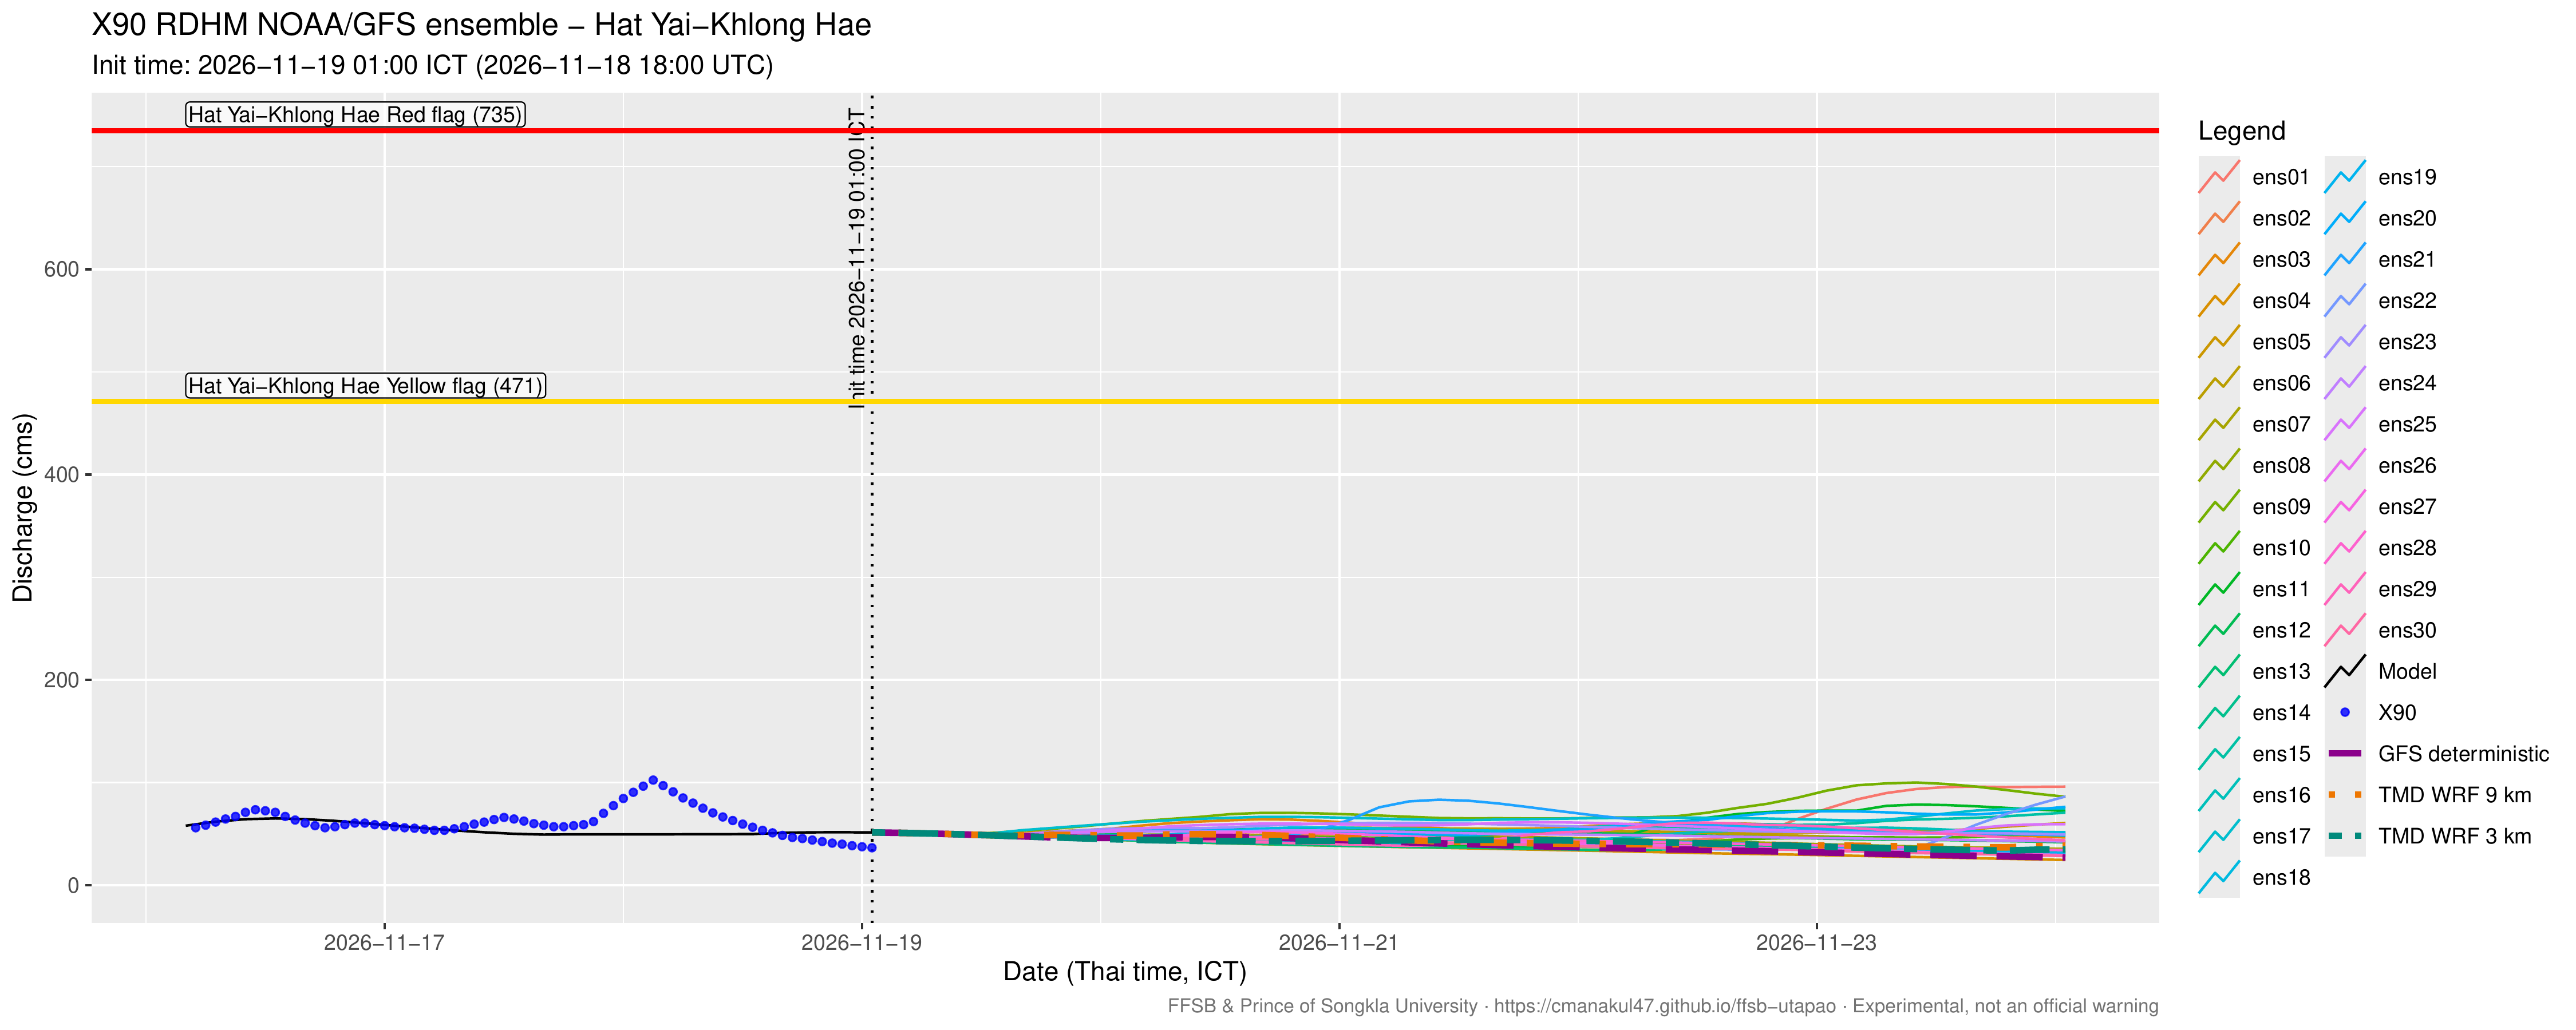 X90 RDHM NOAA/GFS ensemble – Hat Yai–Khlong Hae
Init time: 2026–11–19 01:00 ICT (2026–11–18 18:00 UTC)
Hat Yai–Khlong Hae Red flag (735)
Hat Yai–Khlong Hae Yellow flag (471)
Init time 2026–11–19 01:00 ICT
Discharge (cms)
600
400
200
0
2026–11–17
2026–11–19
2026–11–21
2026–11–23
Date (Thai time, ICT)
Legend
ens01
ens02
ens03
ens04
ens05
ens06
ens07
ens08
ens09
ens10
ens11
ens12
ens13
ens14
ens15
ens16
ens17
ens18
ens19
ens20
ens21
ens22
ens23
ens24
ens25
ens26
ens27
ens28
ens29
ens30
Model
X90
GFS deterministic
TMD WRF 9 km
TMD WRF 3 km
FFSB & Prince of Songkla University · https://cmanakul47.github.io/ffsb–utapao · Experimental, not an official warning